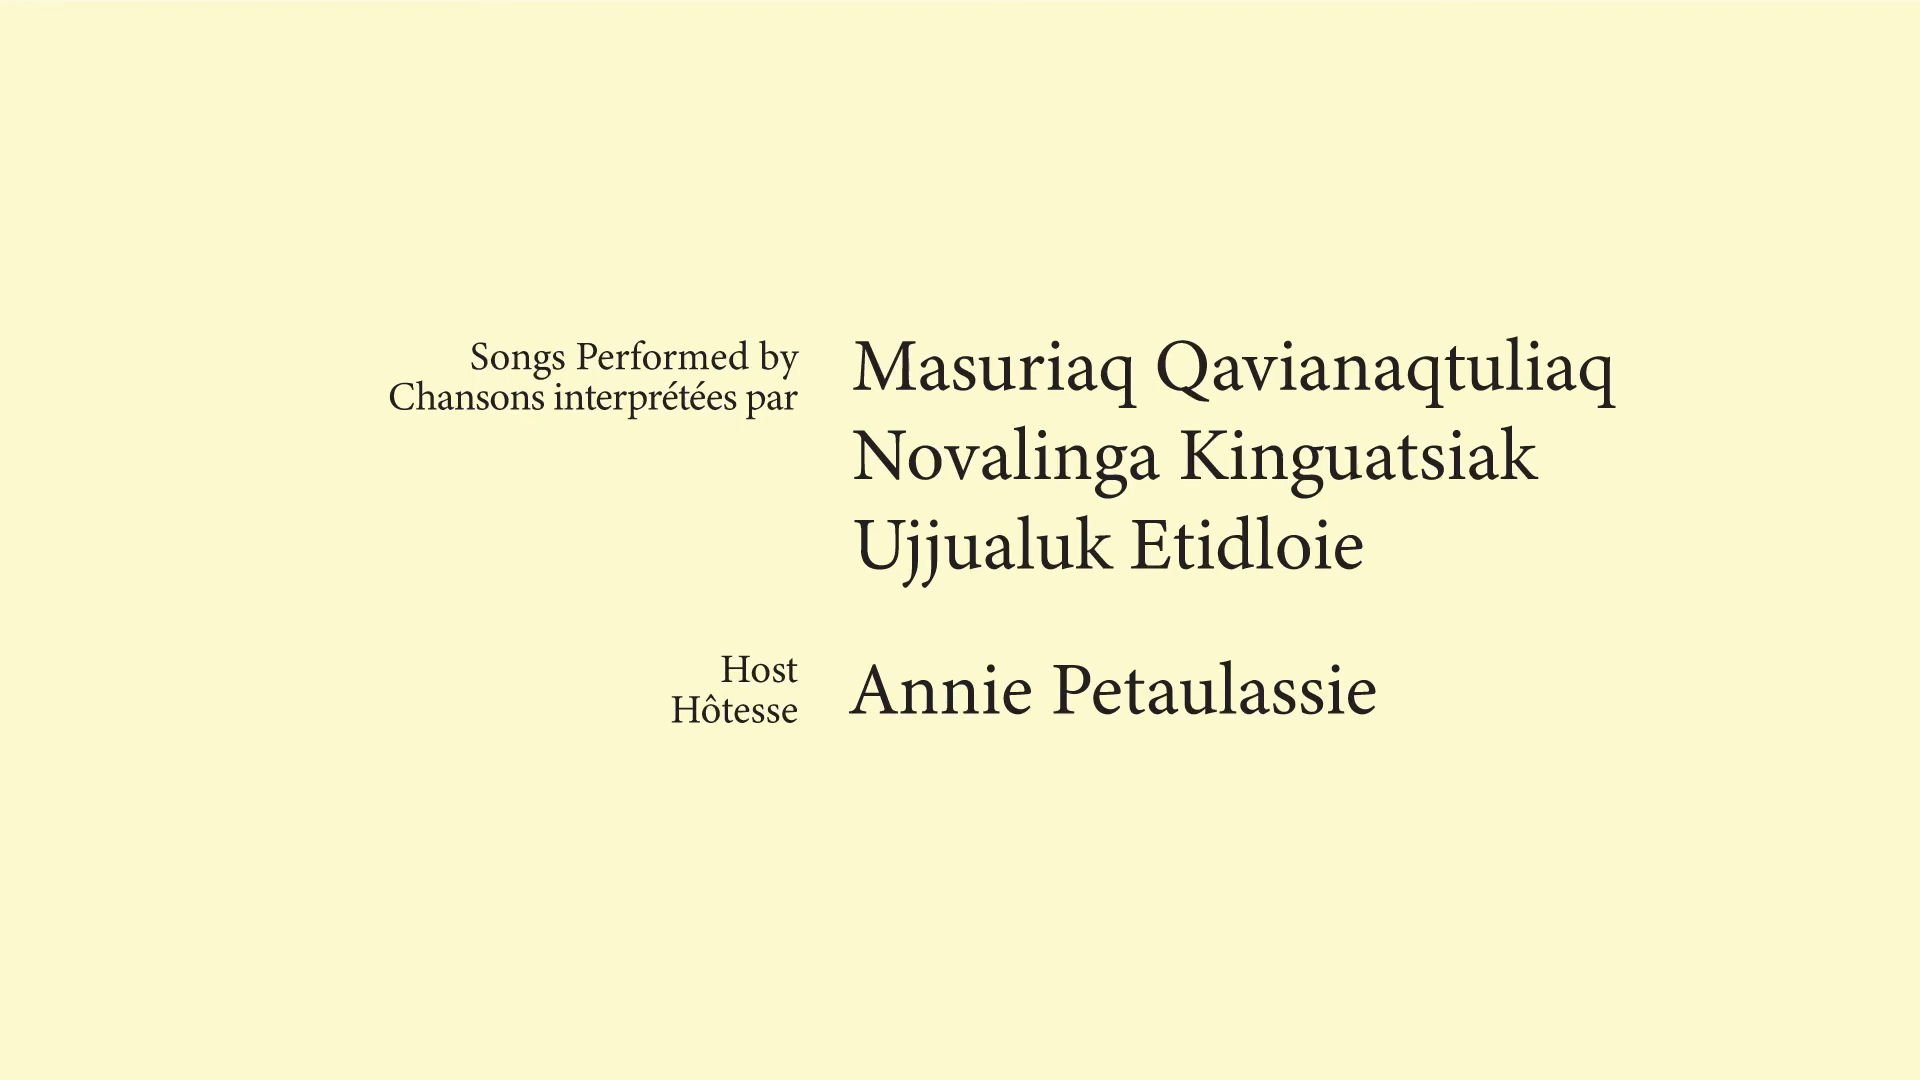 Songs Performed by
Chansons interprétées par
Masuriaq Qavianaqtuliaq
Novalinga Kinguatsiak
Ujjualuk Etidloie
Host
Hôtesse
Annie Petaulassie